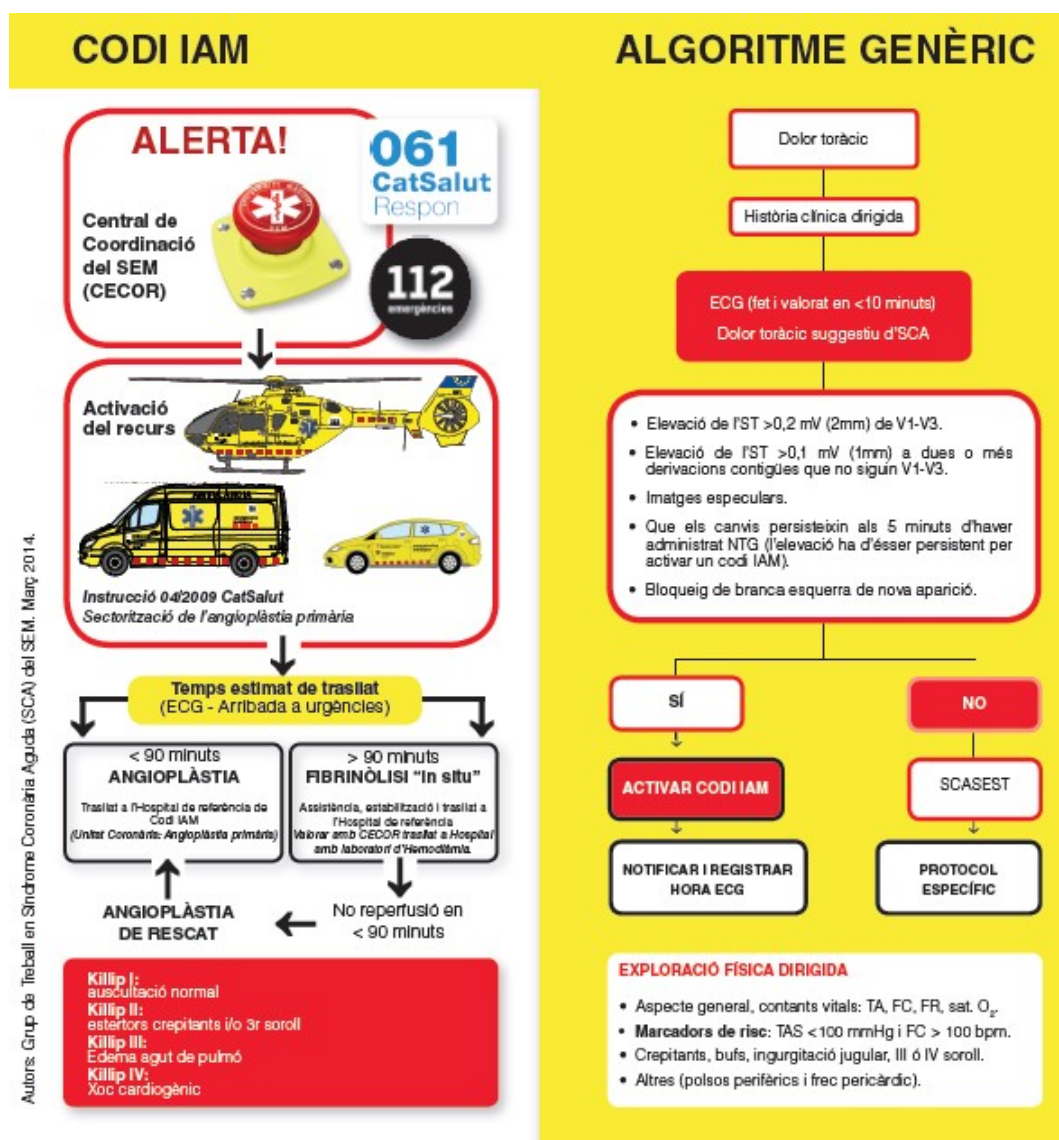 CODI IAM
ALERTA!
061
CatSalut
Respon
Central de
Coordinació
del SEM
(CECOR)
112
emergències
Activació
del recurs
Instrucció 04/2009 CatSalut
Sectorització de l'angioplàstia primària
Temps estimat de trasllat
(ECG - Arribada a urgències)
< 90 minuts
ANGIOPLÀSTIA
Trasllat a l'Hospital de referència de
Codi IAM
(Unitat Coronària: Angioplàstia primària)
> 90 minuts
FIBRINÒLISI "In situ"
Assistència, estabilització i trasllat a
l'Hospital de referència
Valorar amb CECOR trasllat a Hospital
amb laboratori d'Hemodiàmia.
ANGIOPLÀSTIA
DE RESCAT
No reperfusió en
< 90 minuts
Killip I:
auscultació normal
Killip II:
estertors crepitants i/o 3r soroll
Killip III:
Edema agut de pulmó
Killip IV:
Xoc cardiogènic
Autors: Grup de Treball en Síndrome Coronària Aguda (SCA) del SEM. Març 2014.
ALGORITME GENÈRIC
Dolor toràcic
Història clínica dirigida
ECG (fet i valorat en <10 minuts)
Dolor toràcic suggestiu d'SCA
• Elevació de l'ST >0,2 mV (2mm) de V1-V3.
• Elevació de l'ST >0,1 mV (1mm) a dues o més
derivacions contigües que no siguin V1-V3.
• Imatges especulars.
• Que els canvis persisteixin als 5 minuts d'haver
administrat NTG (l'elevació ha d'ésser persistent per
activar un codi IAM).
• Bloqueig de branca esquerra de nova aparició.
SÍ
NO
ACTIVAR CODI IAM
SCASEST
NOTIFICAR I REGISTRAR
HORA ECG
PROTOCOL
ESPECÍFIC
EXPLORACIÓ FÍSICA DIRIGIDA
• Aspecte general, contants vitals: TA, FC, FR, sat. O2.
• Marcadors de risc: TAS <100 mmHg i FC > 100 bpm.
• Crepitants, bufs, ingurgitació jugular, III ó IV soroll.
• Altres (polsos perifèrics i frec pericàrdic).